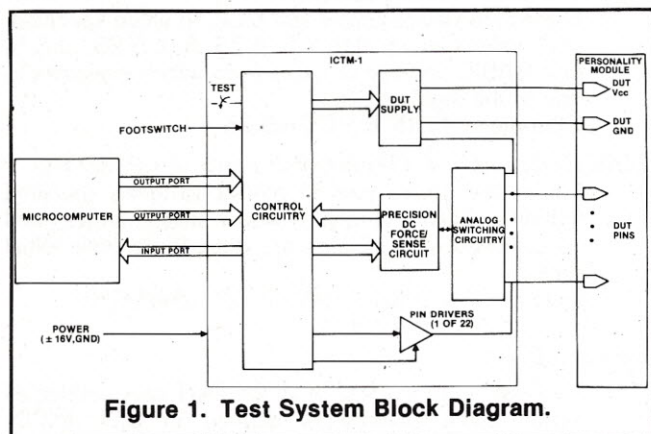 ICTM-1
PERSONALITY
MODULE
TEST
DUT
SUPPLY
DUT
Vcc
FOOTSWITCH
DUT
GND
MICROCOMPUTER
OUTPUT PORT
OUTPUT PORT
INPUT PORT
CONTROL
CIRCUITRY
PRECISION
DC
FORCE/
SENSE
CIRCUIT
ANALOG
SWITCHING
CIRCUITRY
DUT
PINS
POWER
(± 16V,GND)
PIN DRIVERS
(1 OF 22)
Figure 1. Test System Block Diagram.